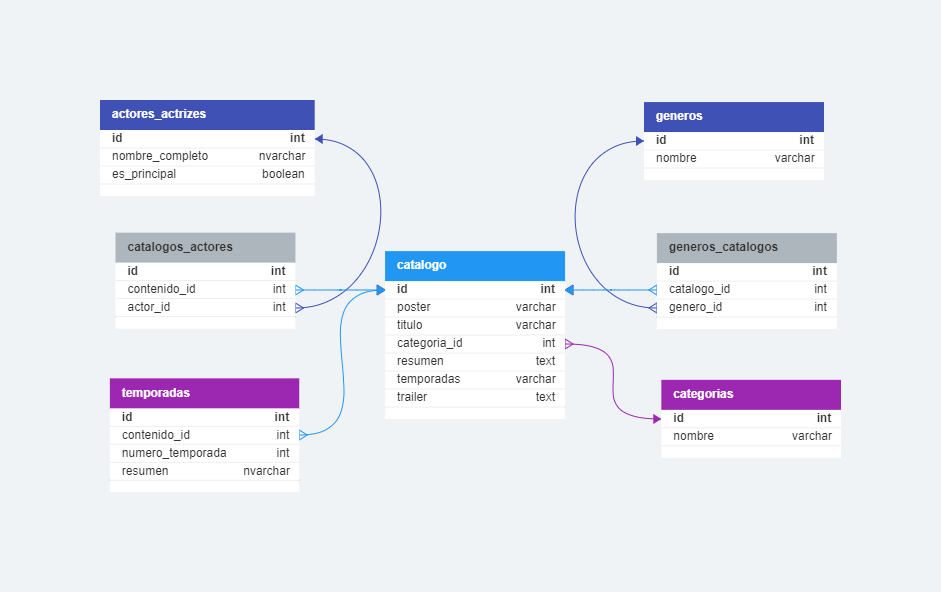 actores_actrizes
id int
nombre_completo nvarchar
es_principal boolean
catalogos_actores
id int
contenido_id int
actor_id int
temporadas
id int
contenido_id int
numero_temporada int
resumen nvarchar
catalogo
id int
poster varchar
titulo varchar
categoria_id int
resumen text
temporadas varchar
trailer text
generos
id int
nombre varchar
generos_catalogos
id int
catalogo_id int
genero_id int
categorias
id int
nombre varchar